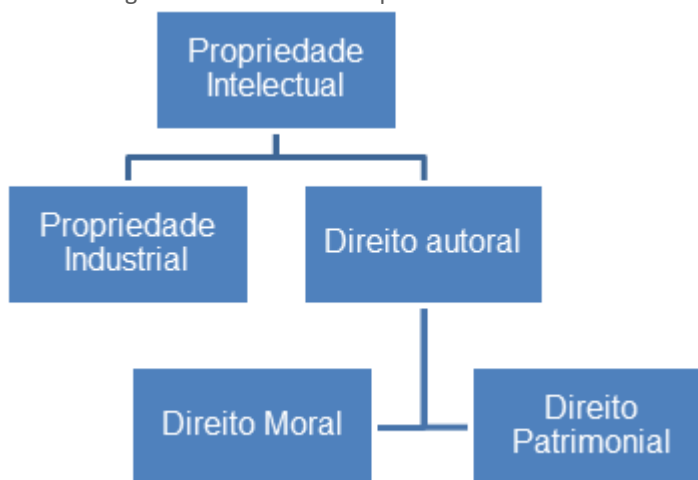 Propriedade
Intelectual
Propriedade
Industrial
Direito autoral
Direito Moral
Direito
Patrimonial